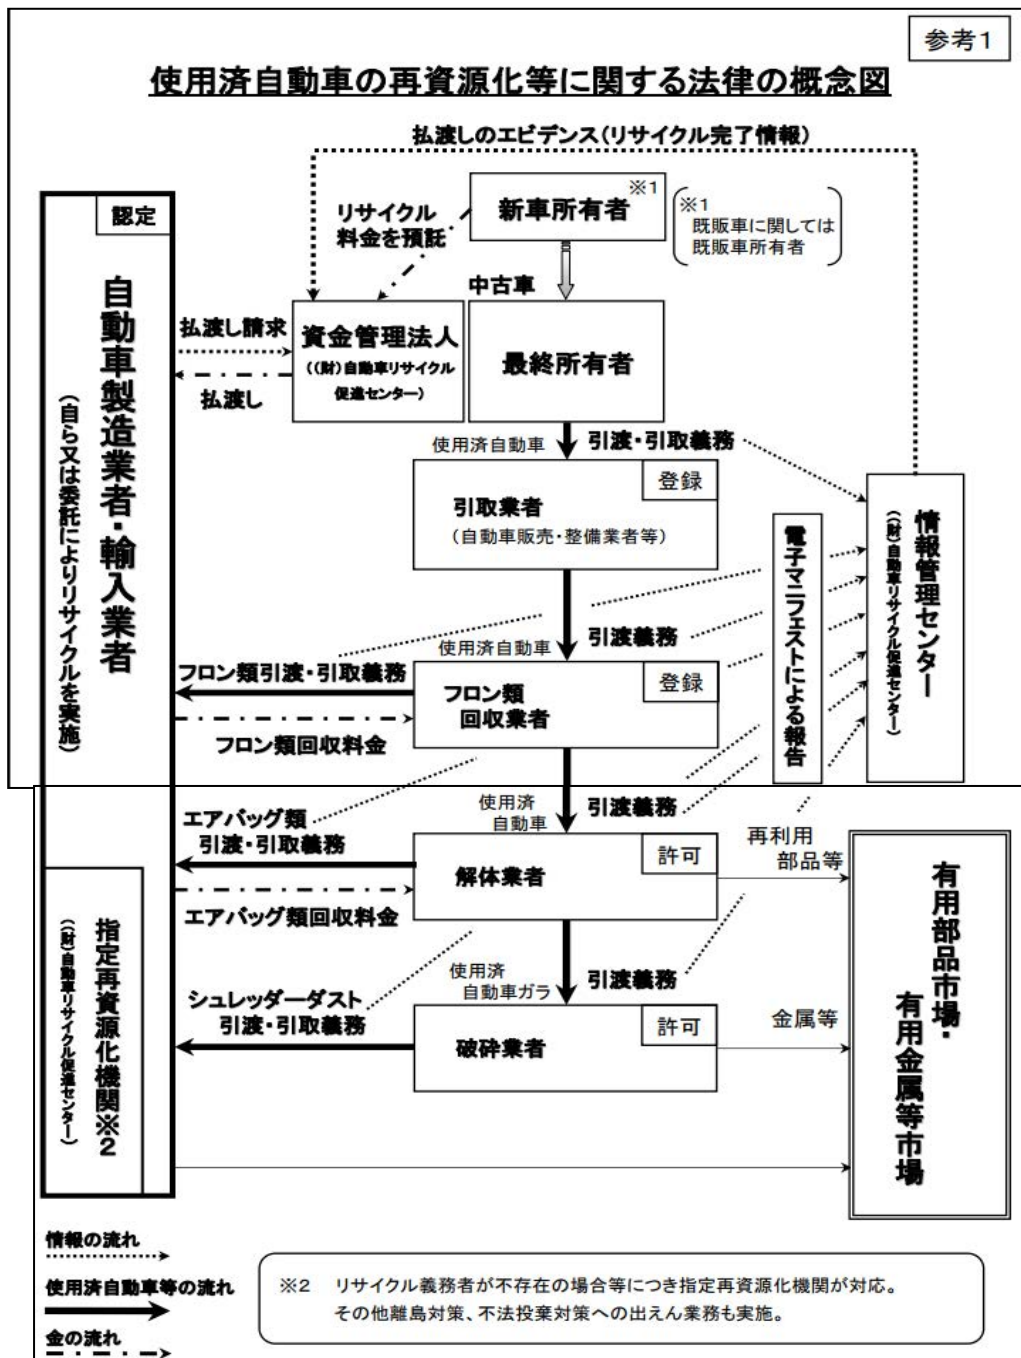 参考1
使用済自動車の再資源化等に関する法律の概念図
払渡しのエビデンス(リサイクル完了情報)
認定
自動車製造業者・輸入業者
(自ら又は委託によりリサイクルを実施)
リサイクル
料金を預託
新車所有者
※1
※1
既販車に関しては
既販車所有者
中古車
払渡し請求
払渡し
資金管理法人
((財)自動車リサイクル
促進センター)
最終所有者
使用済自動車
引渡・引取義務
登録
引取業者
(自動車販売・整備業者等)
電子マニフェストによる報告
情報管理センター
((財)自動車リサイクル促進センター)
使用済自動車
引渡義務
フロン類引渡・引取義務
フロン類回収料金
登録
フロン類
回収業者
使用済
自動車
引渡義務
エアバッグ類
引渡・引取義務
エアバッグ類回収料金
許可
解体業者
再利用
部品等
有用部品市場・
有用金属等市場
指定再資源化機関※2
((財)自動車リサイクル促進センター)
使用済
自動車ガラ
引渡義務
シュレッダーダスト
引渡・引取義務
許可
破砕業者
金属等
情報の流れ
使用済自動車等の流れ
金の流れ
※2 リサイクル義務者が不存在の場合等につき指定再資源化機関が対応。
その他離島対策、不法投棄対策への出えん業務も実施。